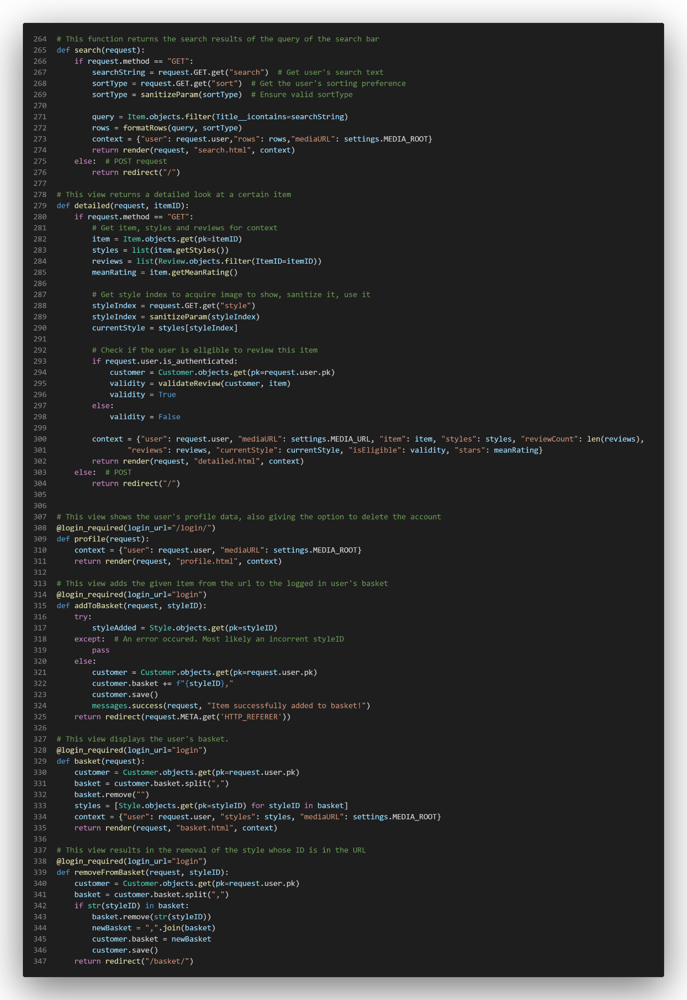 264 # This function returns the search results of the query of the search bar
265 def search(request):
266     if request.method == "GET":
267         searchString = request.GET.get("search")  # Get user's search text
268         sortType = request.GET.get("sort")  # Get the user's sorting preference
269         sortType = sanitizeParam(sortType)  # Ensure valid sortType
270
271         query = Item.objects.filter(Title__icontains=searchString)
272         rows = formatRows(query, sortType)
273         context = {"user": request.user,"rows": rows,"mediaURL": settings.MEDIA_ROOT}
274         return render(request, "search.html", context)
275     else:  # POST request
276         return redirect("/")
277
278 # This view returns a detailed look at a certain item
279 def detailed(request, itemID):
280     if request.method == "GET":
281         # Get item, styles and reviews for context
282         item = Item.objects.get(pk=itemID)
283         styles = list(item.getStyles())
284         reviews = list(Review.objects.filter(ItemID=itemID))
285         meanRating = item.getMeanRating()
286
287         # Get style index to acquire image to show, sanitize it, use it
288         styleIndex = request.GET.get("style")
289         styleIndex = sanitizeParam(styleIndex)
290         currentStyle = styles[styleIndex]
291
292         # Check if the user is eligible to review this item
293         if request.user.is_authenticated:
294             customer = Customer.objects.get(pk=request.user.pk)
295             validity = validateReview(customer, item)
296             validity = True
297         else:
298             validity = False
299
300         context = {"user": request.user, "mediaURL": settings.MEDIA_URL, "item": item, "styles": styles, "reviewCount": len(reviews),
301                 "reviews": reviews, "currentStyle": currentStyle, "isEligible": validity, "stars": meanRating}
302         return render(request, "detailed.html", context)
303     else:  # POST
304         return redirect("/")
305
306
307 # This view shows the user's profile data, also giving the option to delete the account
308 @login_required(login_url="/login/")
309 def profile(request):
310     context = {"user": request.user, "mediaURL": settings.MEDIA_ROOT}
311     return render(request, "profile.html", context)
312
313 # This view adds the given item from the url to the logged in user's basket
314 @login_required(login_url="login")
315 def addToBasket(request, styleID):
316     try:
317         styleAdded = Style.objects.get(pk=styleID)
318     except:  # An error occured. Most likely an incorrent styleID
319         pass
320     else:
321         customer = Customer.objects.get(pk=request.user.pk)
322         customer.basket += f"{styleID},"
323         customer.save()
324         messages.success(request, "Item successfully added to basket!")
325     return redirect(request.META.get('HTTP_REFERER'))
326
327 # This view displays the user's basket.
328 @login_required(login_url="login")
329 def basket(request):
330     customer = Customer.objects.get(pk=request.user.pk)
331     basket = customer.basket.split(",")
332     basket.remove("")
333     styles = [Style.objects.get(pk=styleID) for styleID in basket]
334     context = {"user": request.user, "styles": styles, "mediaURL": settings.MEDIA_ROOT}
335     return render(request, "basket.html", context)
336
337 # This view results in the removal of the style whose ID is in the URL
338 @login_required(login_url="login")
339 def removeFromBasket(request, styleID):
340     customer = Customer.objects.get(pk=request.user.pk)
341     basket = customer.basket.split(",")
342     if str(styleID) in basket:
343         basket.remove(str(styleID))
344         newBasket = ",".join(basket)
345         customer.basket = newBasket
346         customer.save()
347     return redirect("/basket/")